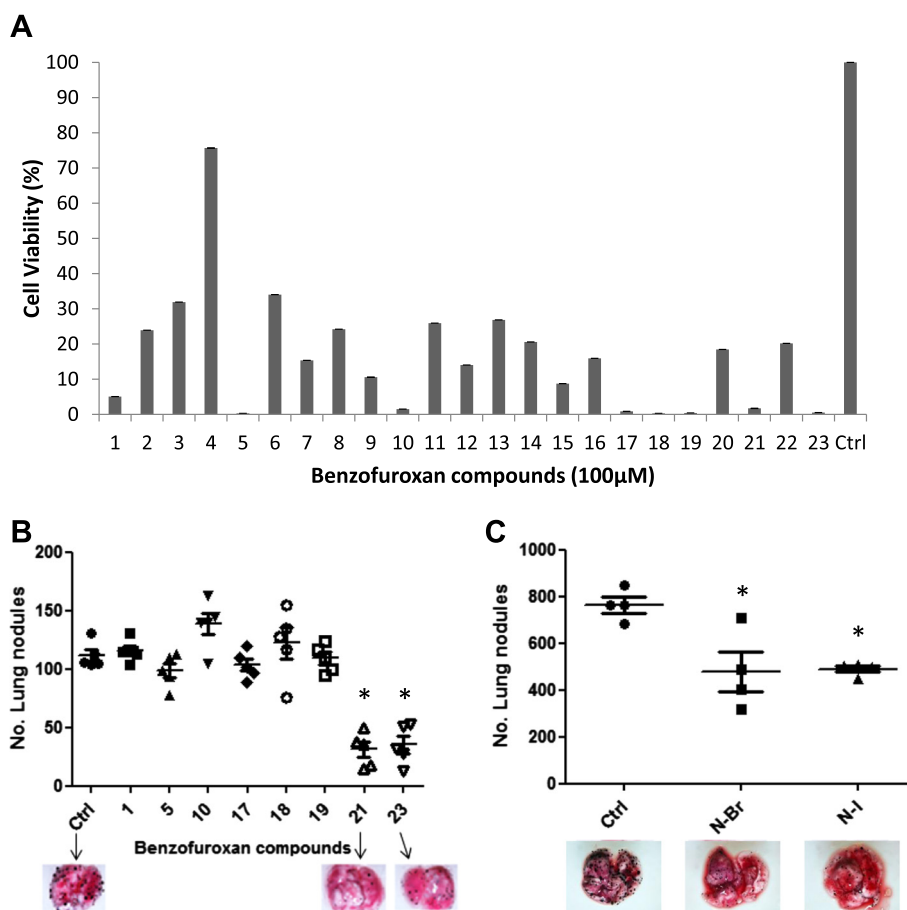 A
Cell Viability (%)
100
90
80
70
60
50
40
30
20
10
0
1 2 3 4 5 6 7 8 9 10 11 12 13 14 15 16 17 18 19 20 21 22 23 Ctrl
Benzofuroxan compounds (100µM)
B
No. Lung nodules
200
150
100
50
0
* *
Ctrl 1 5 10 17 18 19 21 23
Benzofuroxan compounds
C
No. Lung nodules
1000
800
600
400
200
0
* *
Ctrl N-Br N-I